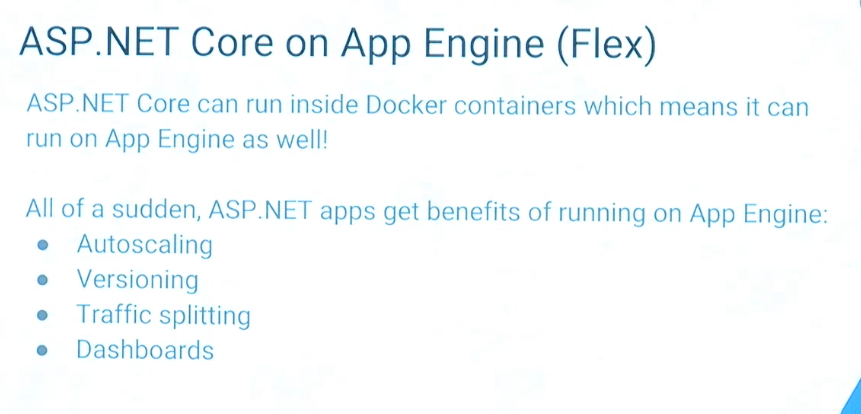 ASP.NET Core on App Engine (Flex)
ASP.NET Core can run inside Docker containers which means it can
run on App Engine as well!
All of a sudden, ASP.NET apps get benefits of running on App Engine:
• Autoscaling
• Versioning
• Traffic splitting
• Dashboards